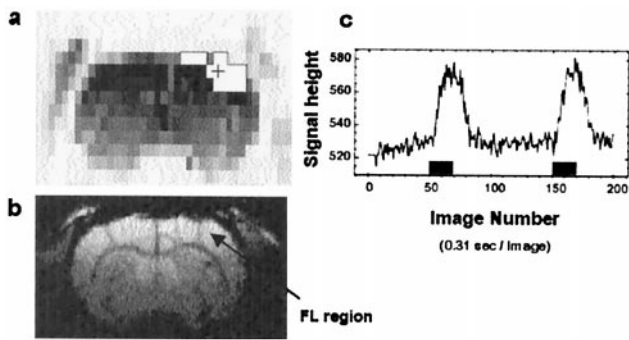 a
b
FL region
c
Signal height
580
560
540
520
0
50
100
150
200
Image Number
(0.31 sec / Image)